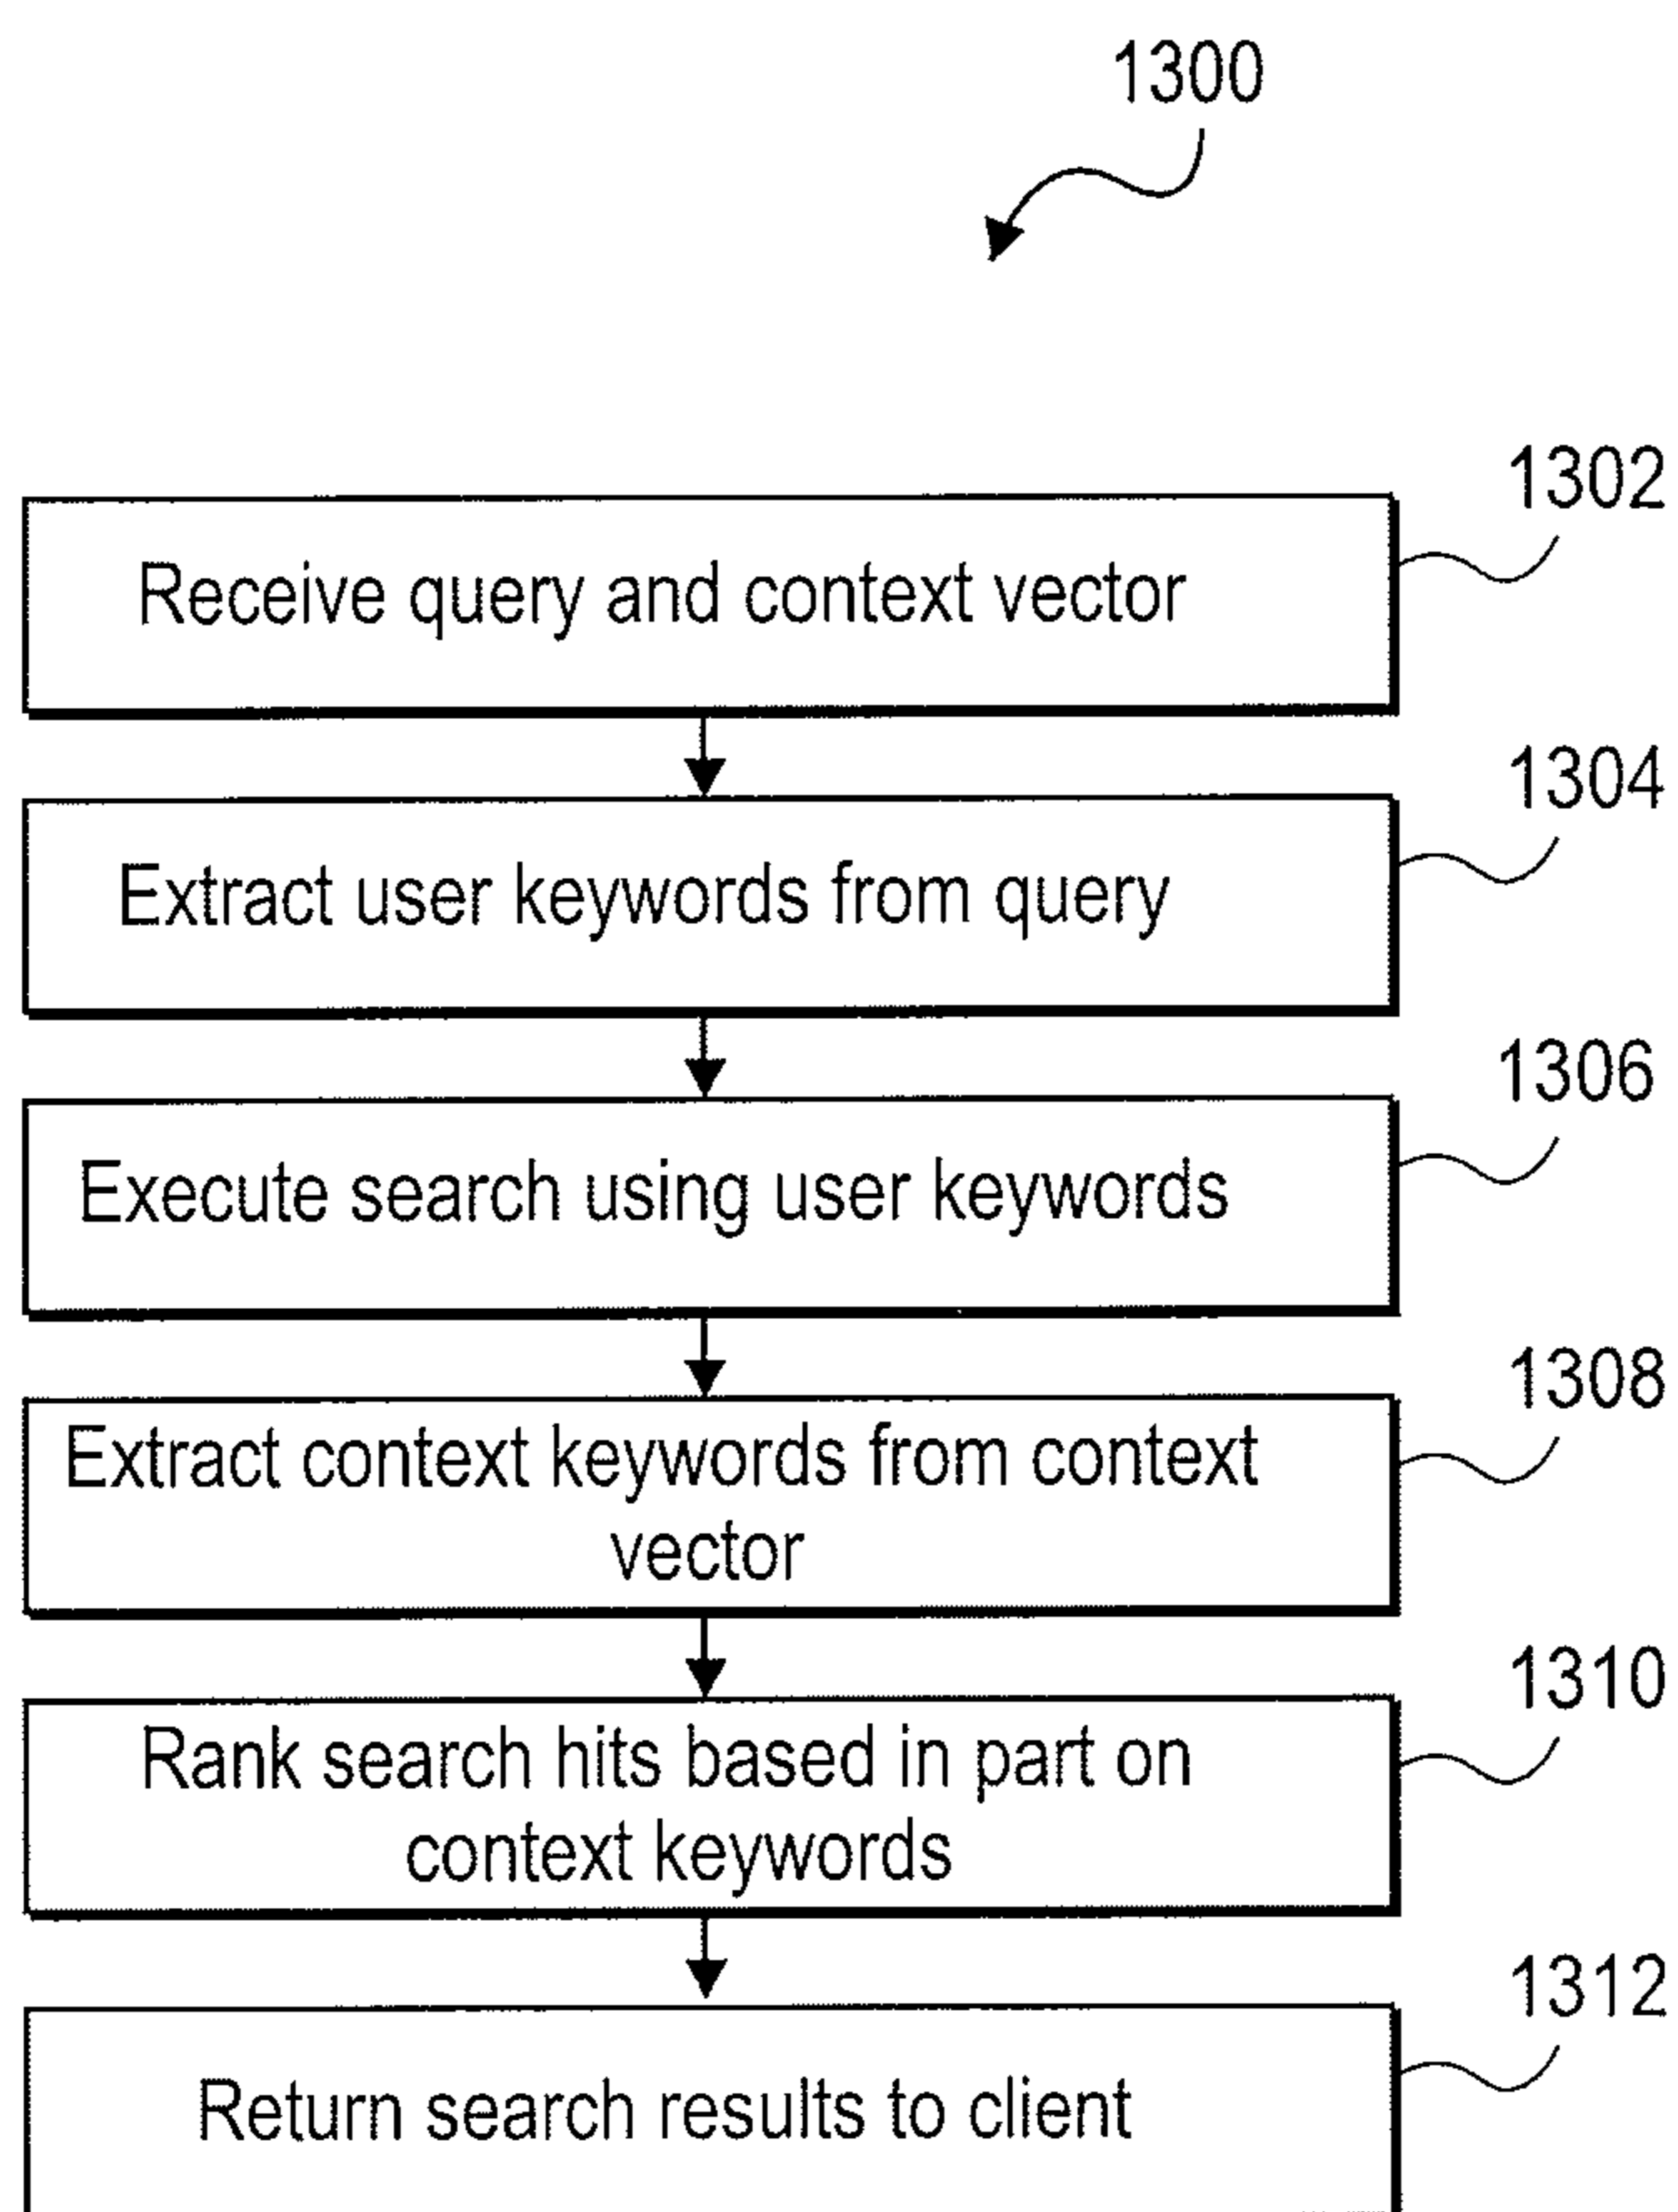 1300
1302
Receive query and context vector
1304
Extract user keywords from query
1306
Execute search using user keywords
1308
Extract context keywords from context
vector
1310
Rank search hits based in part on
context keywords
1312
Return search results to client